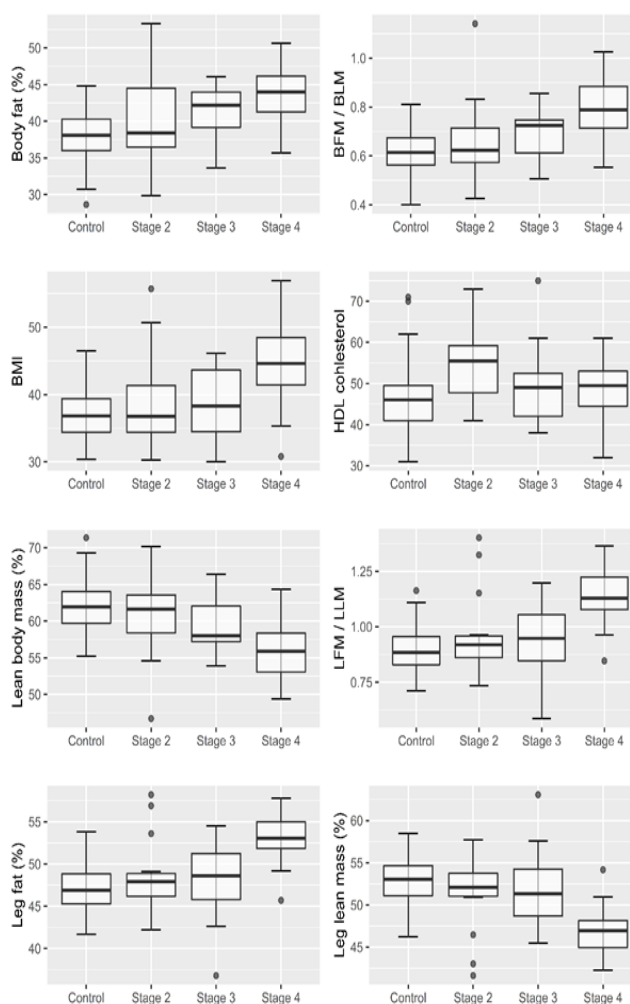 Body fat (%)
50
45
40
35
30
Control Stage 2 Stage 3 Stage 4
BFM / BLM
1.0
0.8
0.6
0.4
Control Stage 2 Stage 3 Stage 4
BMI
50
40
30
Control Stage 2 Stage 3 Stage 4
HDL cohlesterol
70
60
50
40
30
Control Stage 2 Stage 3 Stage 4
Lean body mass (%)
70
65
60
55
50
Control Stage 2 Stage 3 Stage 4
LFM / LLM
1.25
1.00
0.75
Control Stage 2 Stage 3 Stage 4
Leg fat (%)
55
50
45
40
Control Stage 2 Stage 3 Stage 4
Leg lean mass (%)
60
55
50
45
Control Stage 2 Stage 3 Stage 4